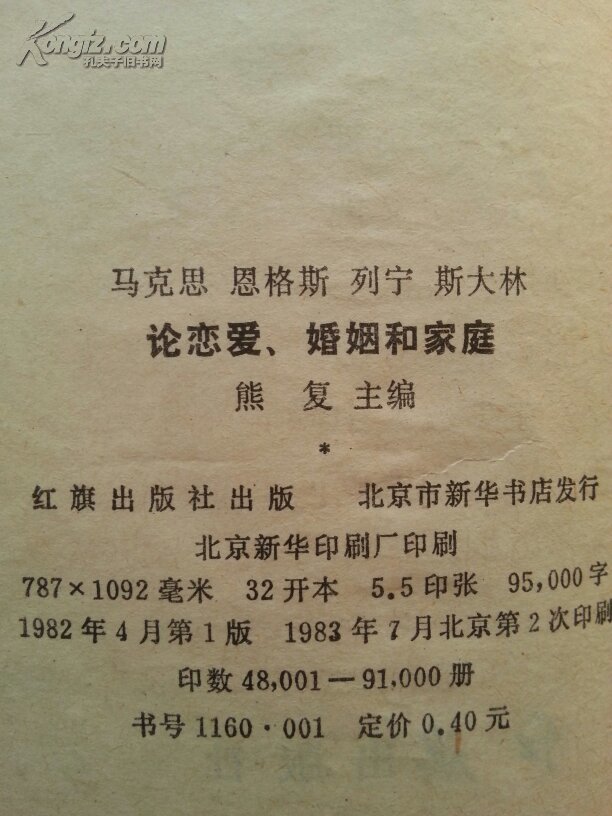 Kongfz.com
孔夫子旧书网
马克思 恩格斯 列宁 斯大林
论恋爱、婚姻和家庭
熊 复 主编
*
红旗出版社出版 北京市新华书店发行
北京新华印刷厂印刷
787×1092毫米 32开本 5.5印张 95,000字
1982年4月第1版 1983年7月北京第2次印刷
印数 48,001—91,000册
书号 1160·001 定价 0.40元